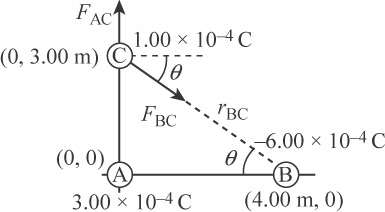 F_AC
C
1.00 × 10⁻⁴ C
(0, 3.00 m)
θ
F_BC
r_BC
–6.00 × 10⁻⁴ C
(0, 0)
θ
A
B
3.00 × 10⁻⁴ C
(4.00 m, 0)